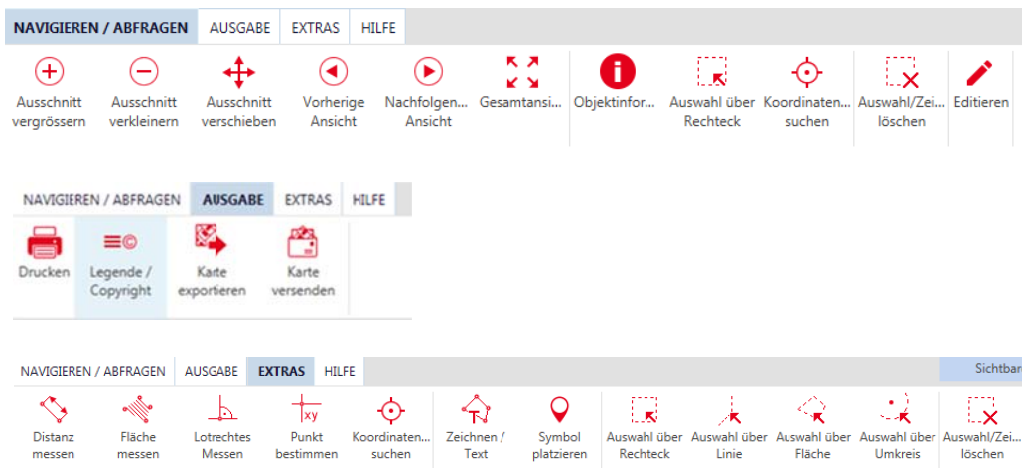 NAVIGIEREN / ABFRAGEN AUSGABE EXTRAS HILFE
Ausschnitt Ausschnitt Ausschnitt Vorherige Nachfolgen... Gesamtansi... Objektinfor... Auswahl über Koordinaten... Auswahl/Zei... Editieren
vergrössern verkleinern verschieben Ansicht Ansicht Rechteck suchen löschen
NAVIGIEREN / ABFRAGEN AUSGABE EXTRAS HILFE
Drucken Legende / Karte Karte
Copyright exportieren versenden
NAVIGIEREN / ABFRAGEN AUSGABE EXTRAS HILFE Sichtbar
xy
T
Distanz Fläche Lotrechtes Punkt Koordinaten... Zeichnen / Symbol Auswahl über Auswahl über Auswahl über Auswahl über Auswahl/Zei...
messen messen Messen bestimmen suchen Text platzieren Rechteck Linie Fläche Umkreis löschen